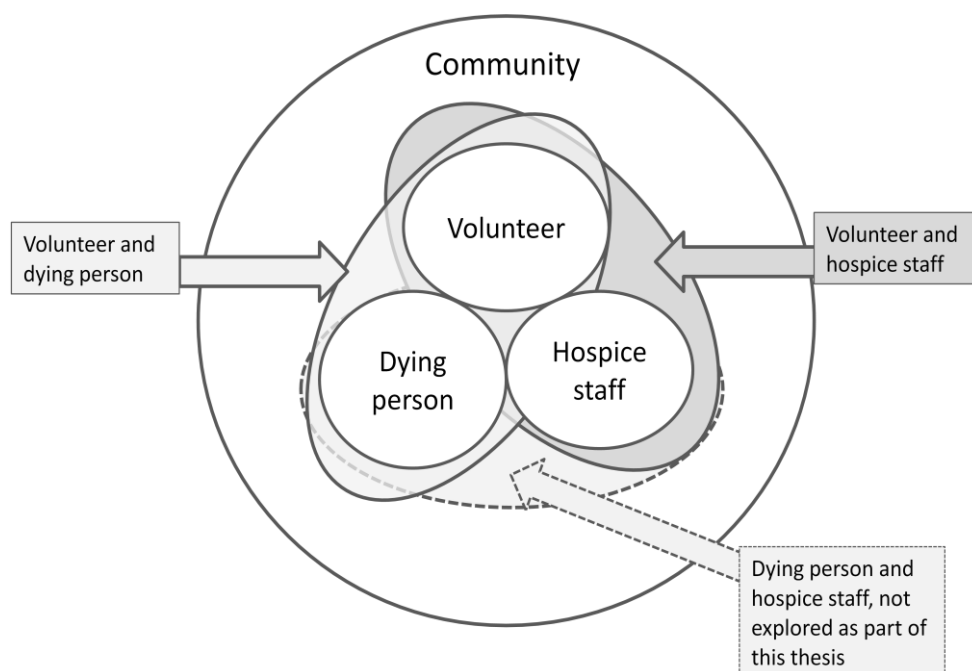 Community
Volunteer
Volunteer and
dying person
Volunteer and
hospice staff
Dying
person
Hospice
staff
Dying person and
hospice staff, not
explored as part of
this thesis